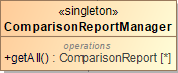 «singleton»
ComparisonReportManager
operations
+getAll() : ComparisonReport [*]